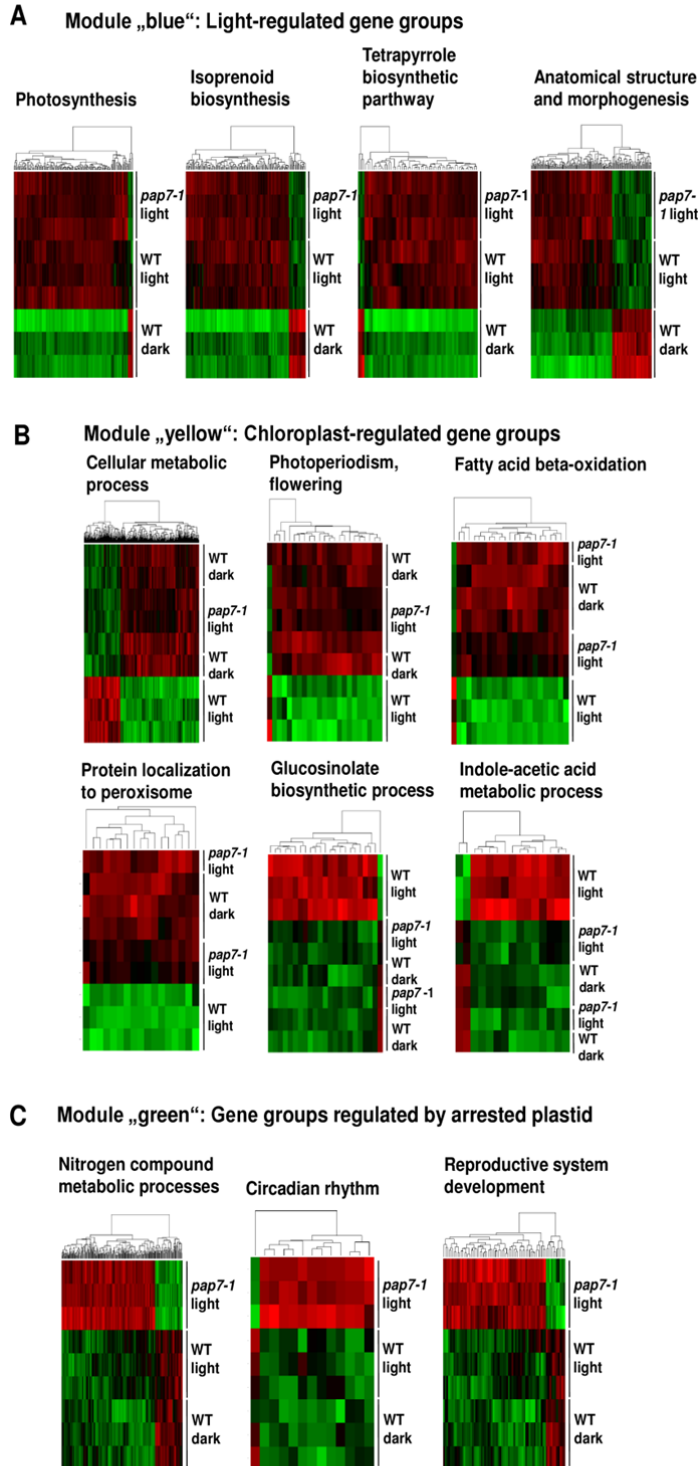 A
Module „blue“: Light-regulated gene groups
Photosynthesis
Isoprenoid
biosynthesis
Tetrapyrrole
biosynthetic
parthway
Anatomical structure
and morphogenesis
pap7-1
light
WT
light
WT
dark
pap7-1
light
WT
light
WT
dark
pap7-1
light
WT
light
WT
dark
pap7-
1 light
WT
light
WT
dark
B
Module „yellow“: Chloroplast-regulated gene groups
Cellular metabolic
process
Photoperiodism,
flowering
Fatty acid beta-oxidation
WT
dark
pap7-1
light
WT
dark
WT
light
WT
dark
pap7-1
light
WT
dark
WT
light
pap7-1
light
WT
dark
pap7-1
light
WT
light
Protein localization
to peroxisome
Glucosinolate
biosynthetic process
Indole-acetic acid
metabolic process
pap7-1
light
WT
dark
pap7-1
light
WT
light
WT
light
pap7-1
light
WT
dark
pap7 -1
light
WT
dark
WT
light
pap7-1
light
WT
dark
pap7-1
light
WT
dark
C
Module „green“: Gene groups regulated by arrested plastid
Nitrogen compound
metabolic processes
Circadian rhythm
Reproductive system
development
pap7-1
light
WT
light
WT
dark
pap7-1
light
WT
light
WT
dark
pap7-1
light
WT
light
WT
dark